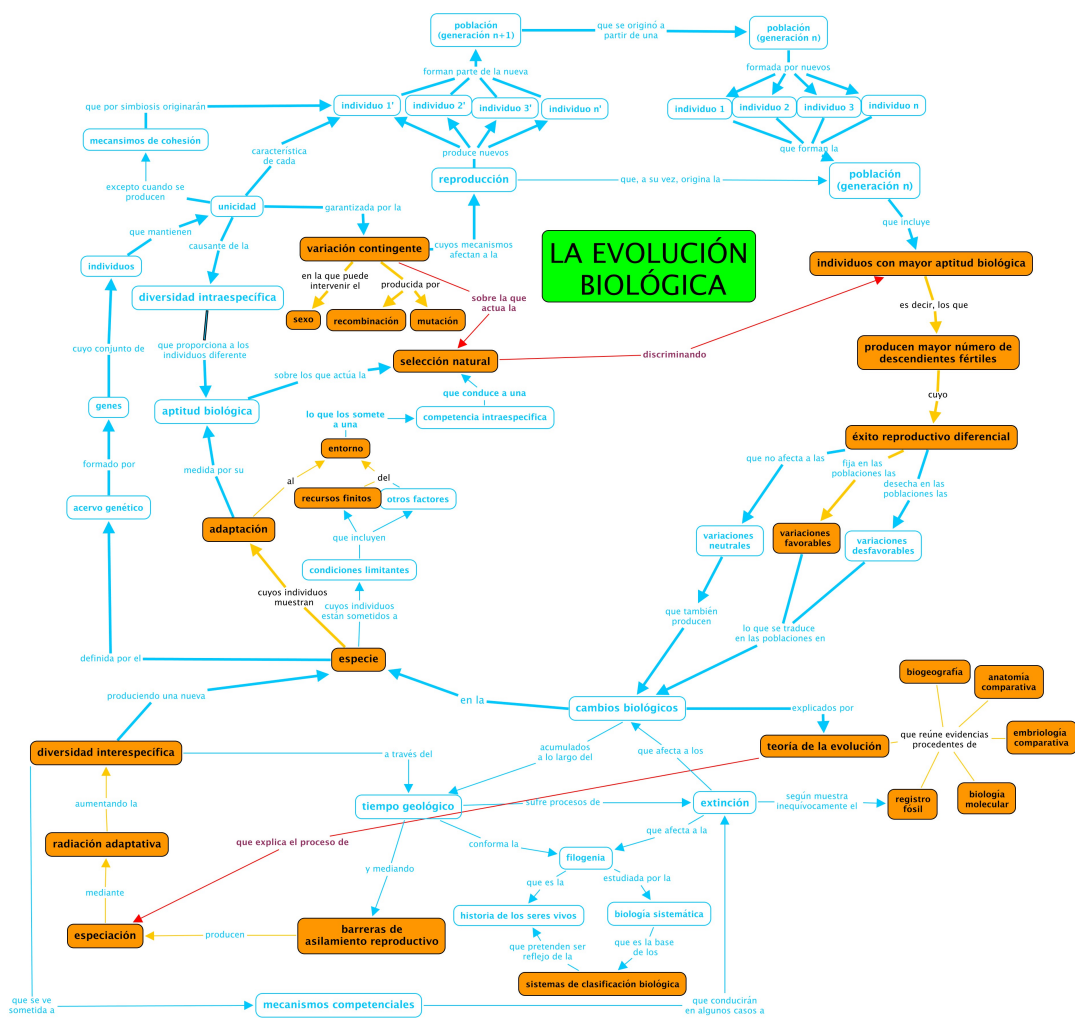 población
(generación n+1)
que se originó a
partir de una
población
(generación n)
forman parte de la nueva
formada por nuevos
que por simbiosis originarán
individuo 1'
individuo 2'
individuo 3'
individuo n'
individuo 1
individuo 2
individuo 3
individuo n
mecansimos de cohesión
característica
de cada
produce nuevos
que forman la
excepto cuando se
producen
reproducción
que, a su vez, origina la
población
(generación n)
unicidad
garantizada por la
que incluye
que mantienen
causante de la
variación contingente
cuyos mecanismos
afectan a la
LA EVOLUCIÓN
BIOLÓGICA
individuos
individuos con mayor aptitud biológica
en la que puede
intervenir el
producida por
diversidad intraespecífica
sobre la que
actua la
es decir, los que
sexo
recombinación
mutación
cuyo conjunto de
que proporciona a los
individuos diferente
selección natural
discriminando
producen mayor número de
descendientes fértiles
sobre los que actúa la
que conduce a una
cuyo
genes
aptitud biológica
lo que los somete
a una
competencia intraespecífica
entorno
éxito reproductivo diferencial
formado por
medida por su
al
del
que no afecta a las
fija en las
poblaciones las
desecha en las
poblaciones las
recursos finitos
otros factores
acervo genético
adaptación
que incluyen
variaciones
neutrales
variaciones
favorables
variaciones
desfavorables
condiciones limitantes
cuyos individuos
muestran
cuyos individuos
están sometidos a
que también
producen
lo que se traduce
en las poblaciones en
definida por el
especie
biogeografía
anatomía
comparativa
produciendo una nueva
en la
cambios biológicos
explicados por
diversidad interespecífica
a través del
acumulados
a lo largo del
que afecta a los
teoría de la evolución
que reúne evidencias
procedentes de
embriología
comparativa
aumentando la
tiempo geológico
sufre procesos de
extinción
según muestra
inequívocamente el
registro
fósil
biología
molecular
radiación adaptativa
que explica el proceso de
conforma la
que afecta a la
filogenia
mediante
y mediando
que es la
estudiada por la
historia de los seres vivos
biología sistemática
especiación
producen
barreras de
asilamiento reproductivo
que pretenden ser
reflejo de la
que es la base
de los
sistemas de clasificación biológica
que se ve
sometida a
mecanismos competenciales
que conducirán
en algunos casos a